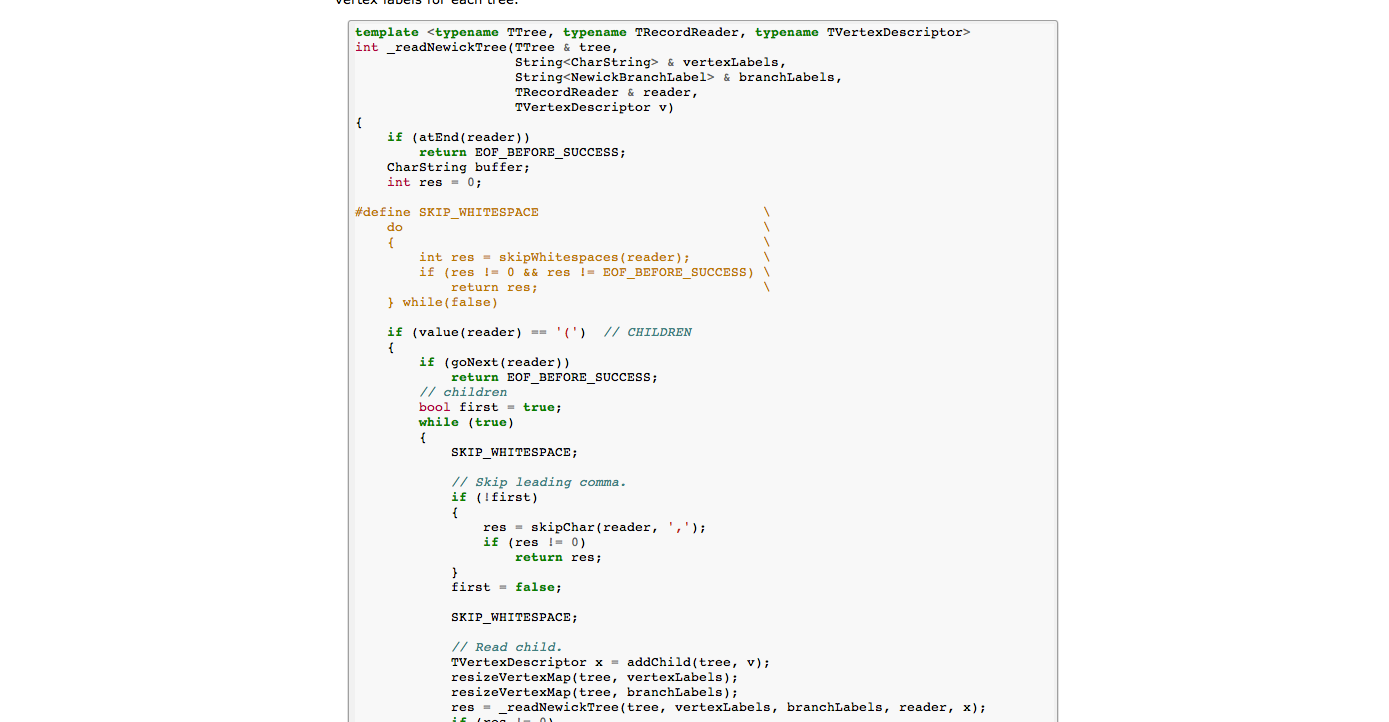 vertex labels for each tree.
template <typename TTree, typename TRecordReader, typename TVertexDescriptor>
int _readNewickTree(TTree & tree,
                    String<CharString> & vertexLabels,
                    String<NewickBranchLabel> & branchLabels,
                    TRecordReader & reader,
                    TVertexDescriptor v)
{
    if (atEnd(reader))
        return EOF_BEFORE_SUCCESS;
    CharString buffer;
    int res = 0;

#define SKIP_WHITESPACE                            \
    do                                             \
    {                                              \
        int res = skipWhitespaces(reader);         \
        if (res != 0 && res != EOF_BEFORE_SUCCESS) \
            return res;                            \
    } while(false)

    if (value(reader) == '(')  // CHILDREN
    {
        if (goNext(reader))
            return EOF_BEFORE_SUCCESS;
        // children
        bool first = true;
        while (true)
        {
            SKIP_WHITESPACE;

            // Skip leading comma.
            if (!first)
            {
                res = skipChar(reader, ',');
                if (res != 0)
                    return res;
            }
            first = false;

            SKIP_WHITESPACE;

            // Read child.
            TVertexDescriptor x = addChild(tree, v);
            resizeVertexMap(tree, vertexLabels);
            resizeVertexMap(tree, branchLabels);
            res = _readNewickTree(tree, vertexLabels, branchLabels, reader, x);
            if (res != 0)